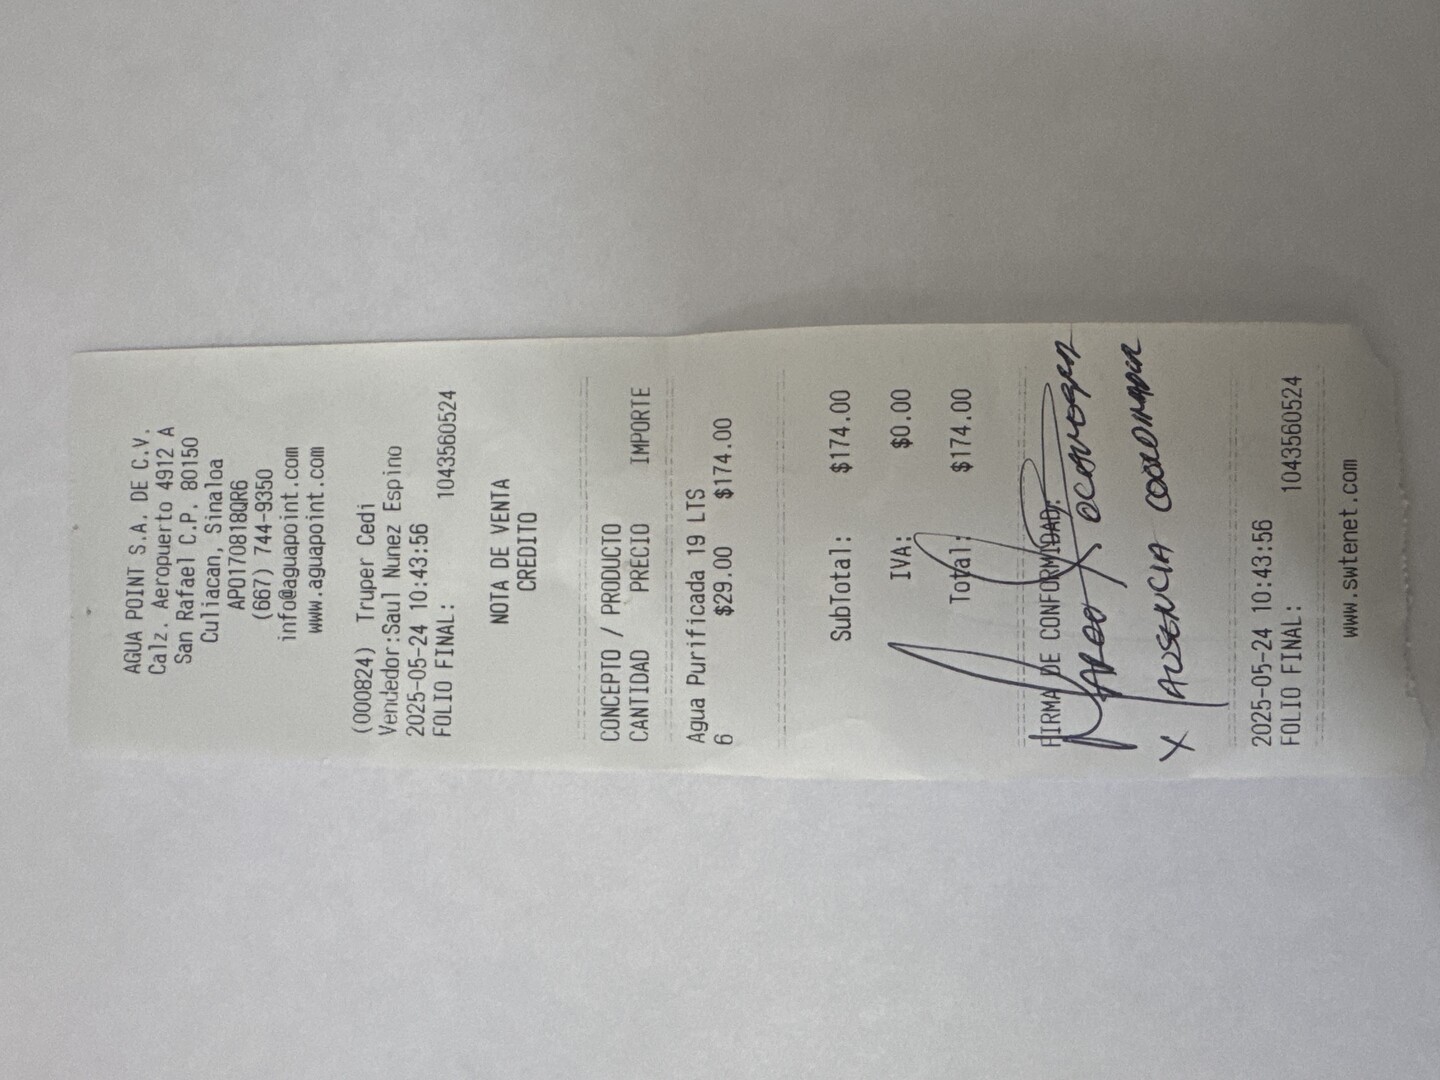 AGUA POINT S.A. DE C.V.
Calz. Aeropuerto 4912 A
San Rafael C.P. 80150
Culiacan, Sinaloa
APO170818QR6
(667) 744-9350
info@aguapoint.com
www.aguapoint.com
(000824) Truper Cedi
Vendedor:Saul Nunez Espino
2025-05-24 10:43:56
FOLIO FINAL: 1043560524
NOTA DE VENTA
CREDITO
CONCEPTO / PRODUCTO
CANTIDAD PRECIO IMPORTE
Agua Purificada 19 LTS
6 $29.00 $174.00
SubTotal: $174.00
IVA: $0.00
Total: $174.00
FIRMA DE CONFORMIDAD:
X AUSENCIA COORDINADOR
2025-05-24 10:43:56
FOLIO FINAL: 1043560524
www.swtenet.com